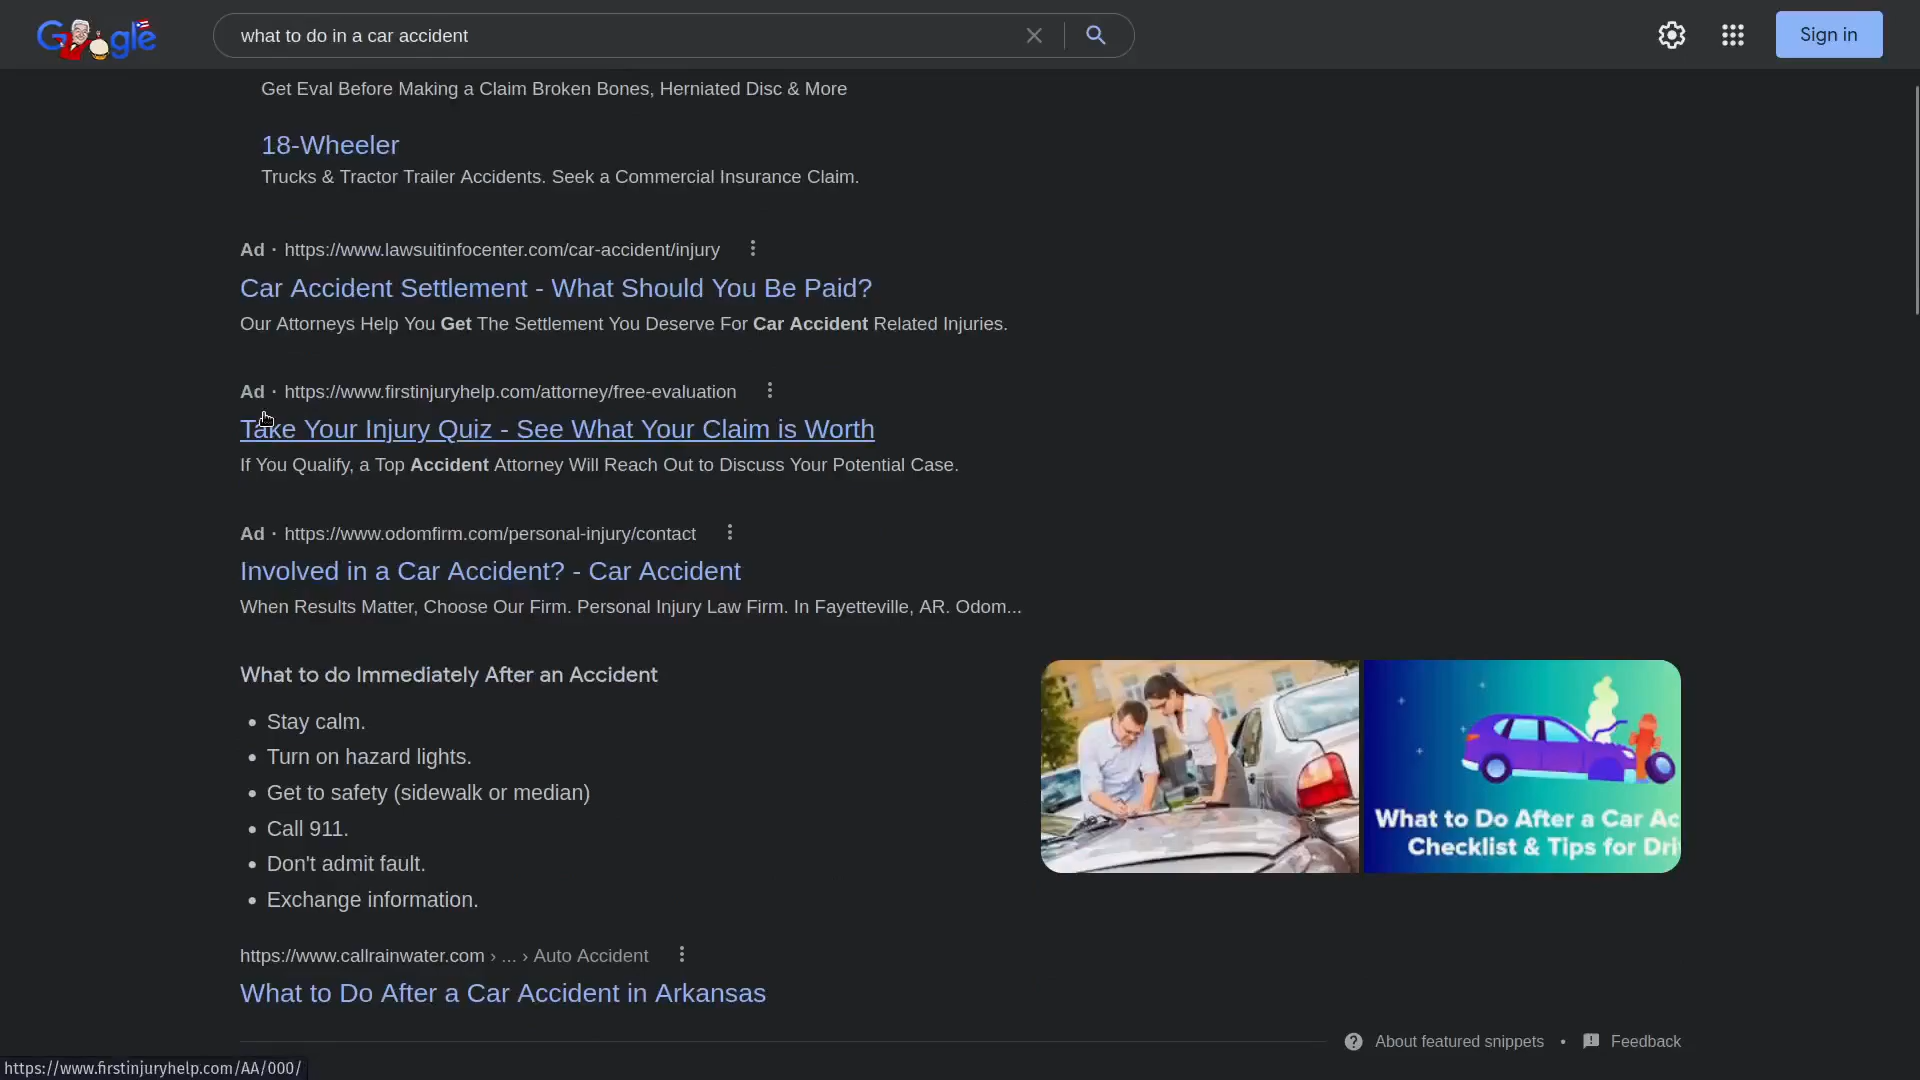 Google
what to do in a car accident
Sign in
Get Eval Before Making a Claim Broken Bones, Herniated Disc & More
18-Wheeler
Trucks & Tractor Trailer Accidents. Seek a Commercial Insurance Claim.
Ad · https://www.lawsuitinfocenter.com/car-accident/injury
Car Accident Settlement - What Should You Be Paid?
Our Attorneys Help You Get The Settlement You Deserve For Car Accident Related Injuries.
Ad · https://www.firstinjuryhelp.com/attorney/free-evaluation
Take Your Injury Quiz - See What Your Claim is Worth
If You Qualify, a Top Accident Attorney Will Reach Out to Discuss Your Potential Case.
Ad · https://www.odomfirm.com/personal-injury/contact
Involved in a Car Accident? - Car Accident
When Results Matter, Choose Our Firm. Personal Injury Law Firm. In Fayetteville, AR. Odom...
What to do Immediately After an Accident
• Stay calm.
• Turn on hazard lights.
• Get to safety (sidewalk or median)
• Call 911.
• Don't admit fault.
• Exchange information.
What to Do After a Car Ac
Checklist & Tips for Dri
https://www.callrainwater.com › ... › Auto Accident
What to Do After a Car Accident in Arkansas
About featured snippets • Feedback
https://www.firstinjuryhelp.com/AA/000/